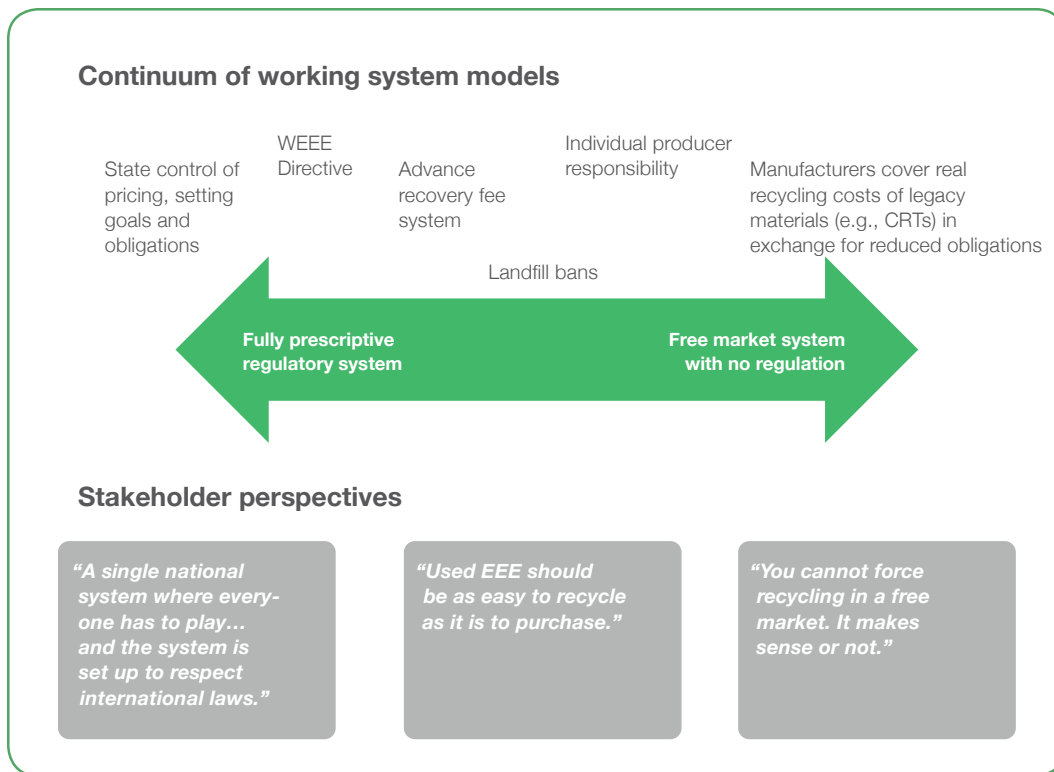 Continuum of working system models
State control of
pricing, setting
goals and
obligations
WEEE
Directive
Advance
recovery fee
system
Individual producer
responsibility
Manufacturers cover real
recycling costs of legacy
materials (e.g., CRTs) in
exchange for reduced obligations
Landfill bans
Fully prescriptive
regulatory system
Free market system
with no regulation
Stakeholder perspectives
“A single national
system where every-
one has to play…
and the system is
set up to respect
international laws.”
“Used EEE should
be as easy to recycle
as it is to purchase.”
“You cannot force
recycling in a free
market. It makes
sense or not.”